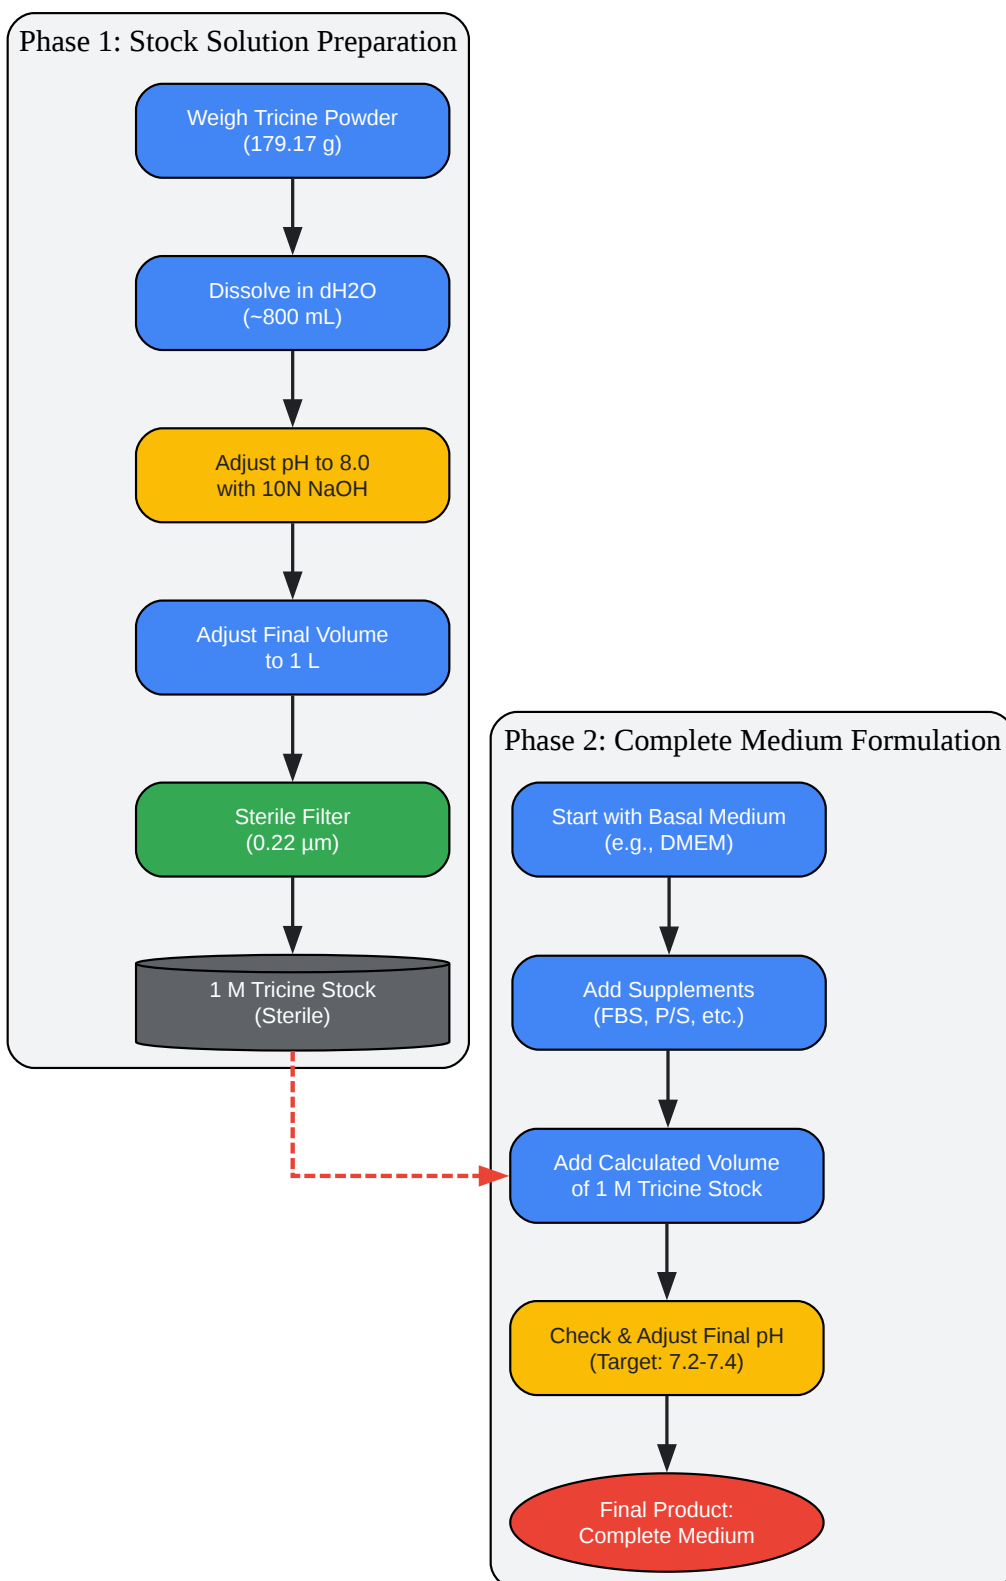 Phase 1: Stock Solution Preparation
Weigh Tricine Powder
(179.17 g)
Dissolve in dH2O
(~800 mL)
Adjust pH to 8.0
with 10N NaOH
Adjust Final Volume
to 1 L
Sterile Filter
(0.22 µm)
1 M Tricine Stock
(Sterile)
Phase 2: Complete Medium Formulation
Start with Basal Medium
(e.g., DMEM)
Add Supplements
(FBS, P/S, etc.)
Add Calculated Volume
of 1 M Tricine Stock
Check & Adjust Final pH
(Target: 7.2-7.4)
Final Product:
Complete Medium